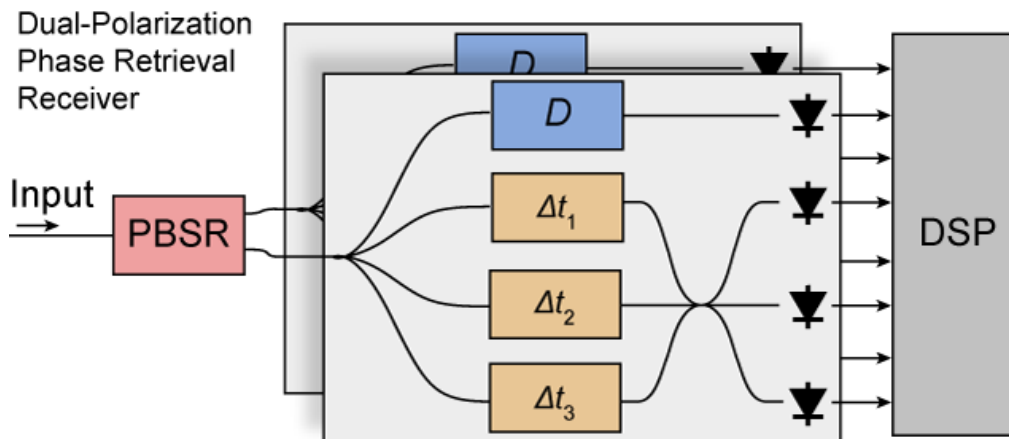 Dual-Polarization
Phase Retrieval
Receiver
D
D
Input
Δt₁
PBSR
DSP
Δt₂
Δt₃